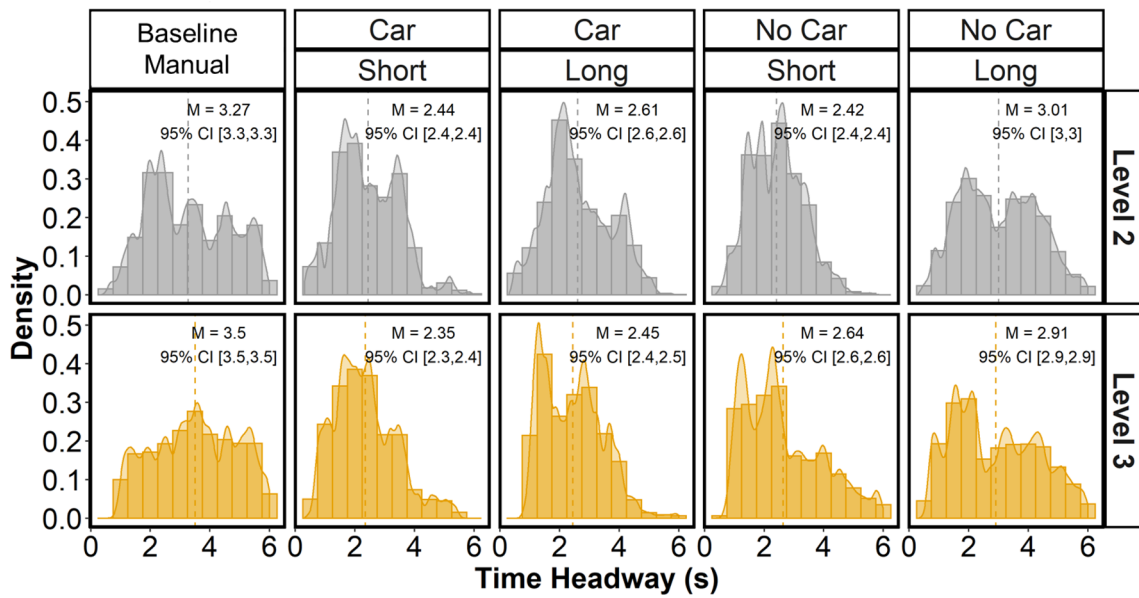 Baseline
Manual
Car
Car
No Car
No Car
Short
Long
Short
Long
Density
0.5
0.4
0.3
0.2
0.1
0.0
M = 3.27
95% CI [3.3,3.3]
M = 2.44
95% CI [2.4,2.4]
M = 2.61
95% CI [2.6,2.6]
M = 2.42
95% CI [2.4,2.4]
M = 3.01
95% CI [3,3]
Level 2
0.5
0.4
0.3
0.2
0.1
0.0
M = 3.5
95% CI [3.5,3.5]
M = 2.35
95% CI [2.3,2.4]
M = 2.45
95% CI [2.4,2.5]
M = 2.64
95% CI [2.6,2.6]
M = 2.91
95% CI [2.9,2.9]
Level 3
0 2 4 6 0 2 4 6 0 2 4 6 0 2 4 6 0 2 4 6
Time Headway (s)